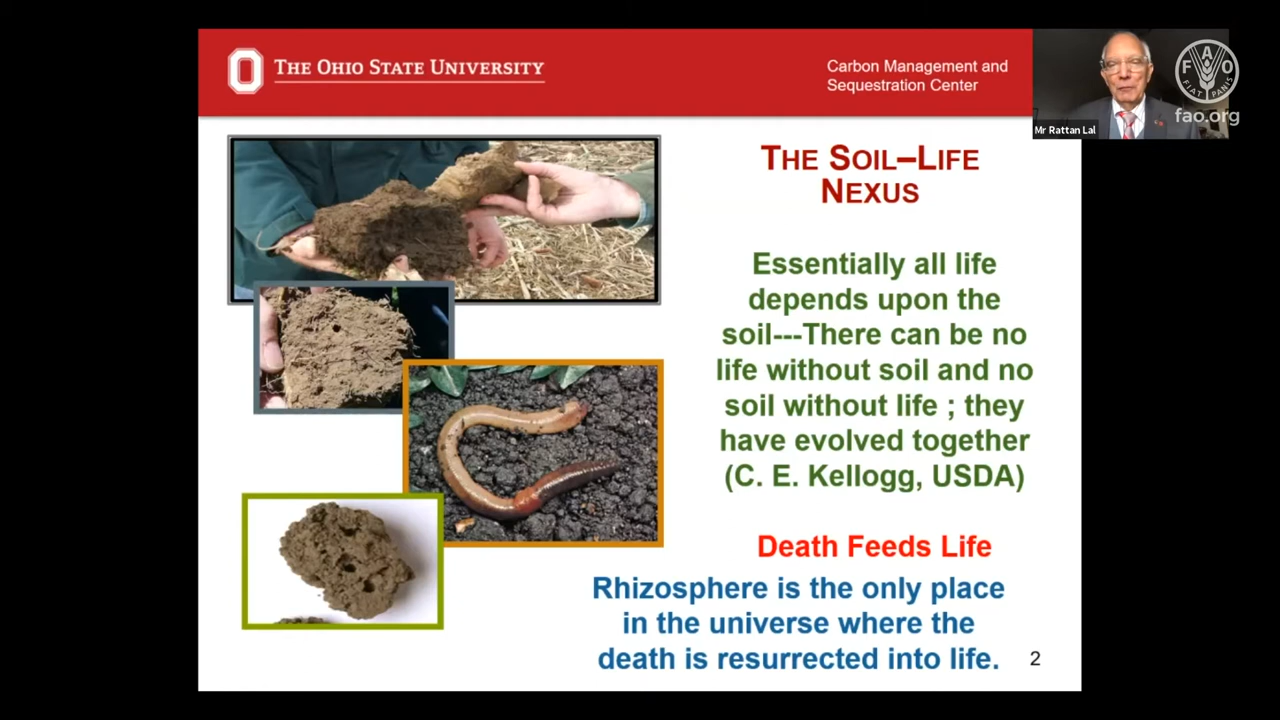 THE OHIO STATE UNIVERSITY
Carbon Management and
Sequestration Center
FAO
FIAT PANIS
fao.org
Mr Rattan Lal
THE SOIL–LIFE
NEXUS
Essentially all life
depends upon the
soil---There can be no
life without soil and no
soil without life ; they
have evolved together
(C. E. Kellogg, USDA)
Death Feeds Life
Rhizosphere is the only place
in the universe where the
death is resurrected into life.
2